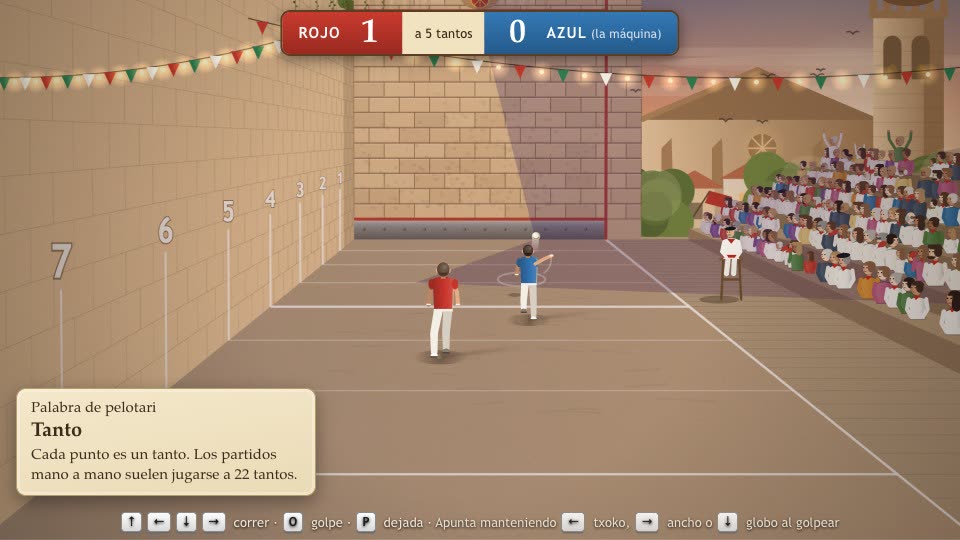 ROJO 1 a 5 tantos 0 AZUL (la máquina)
7 6 5 4 3 2 1
Palabra de pelotari
Tanto
Cada punto es un tanto. Los partidos
mano a mano suelen jugarse a 22 tantos.
↑ ← ↓ → correr · O golpe · P dejada · Apunta manteniendo ← txoko, → ancho o ↓ globo al golpear